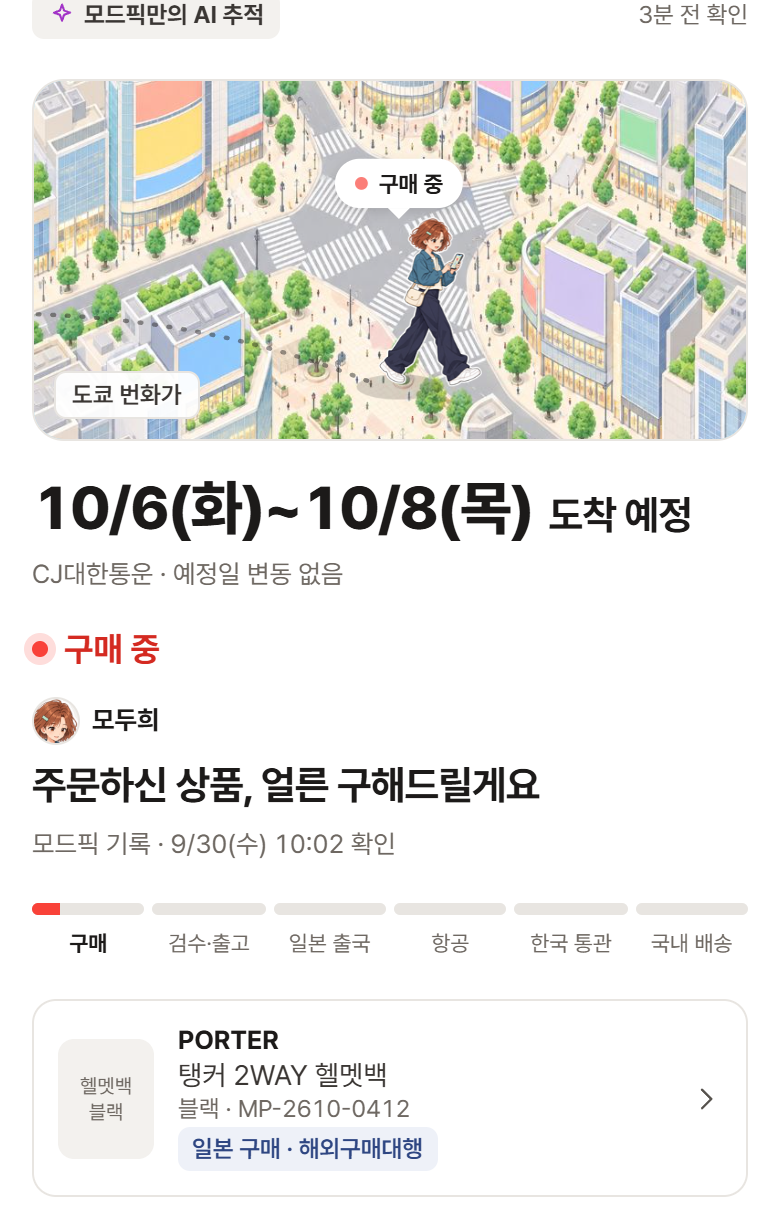 모드픽만의 AI 추적
3분 전 확인
구매 중
도쿄 번화가
10/6(화)~10/8(목) 도착 예정
CJ대한통운 · 예정일 변동 없음
구매 중
모두희
주문하신 상품, 얼른 구해드릴게요
모드픽 기록 · 9/30(수) 10:02 확인
구매
검수·출고
일본 출국
항공
한국 통관
국내 배송
헬멧백
블랙
PORTER
탱커 2WAY 헬멧백
블랙 · MP-2610-0412
일본 구매 · 해외구매대행